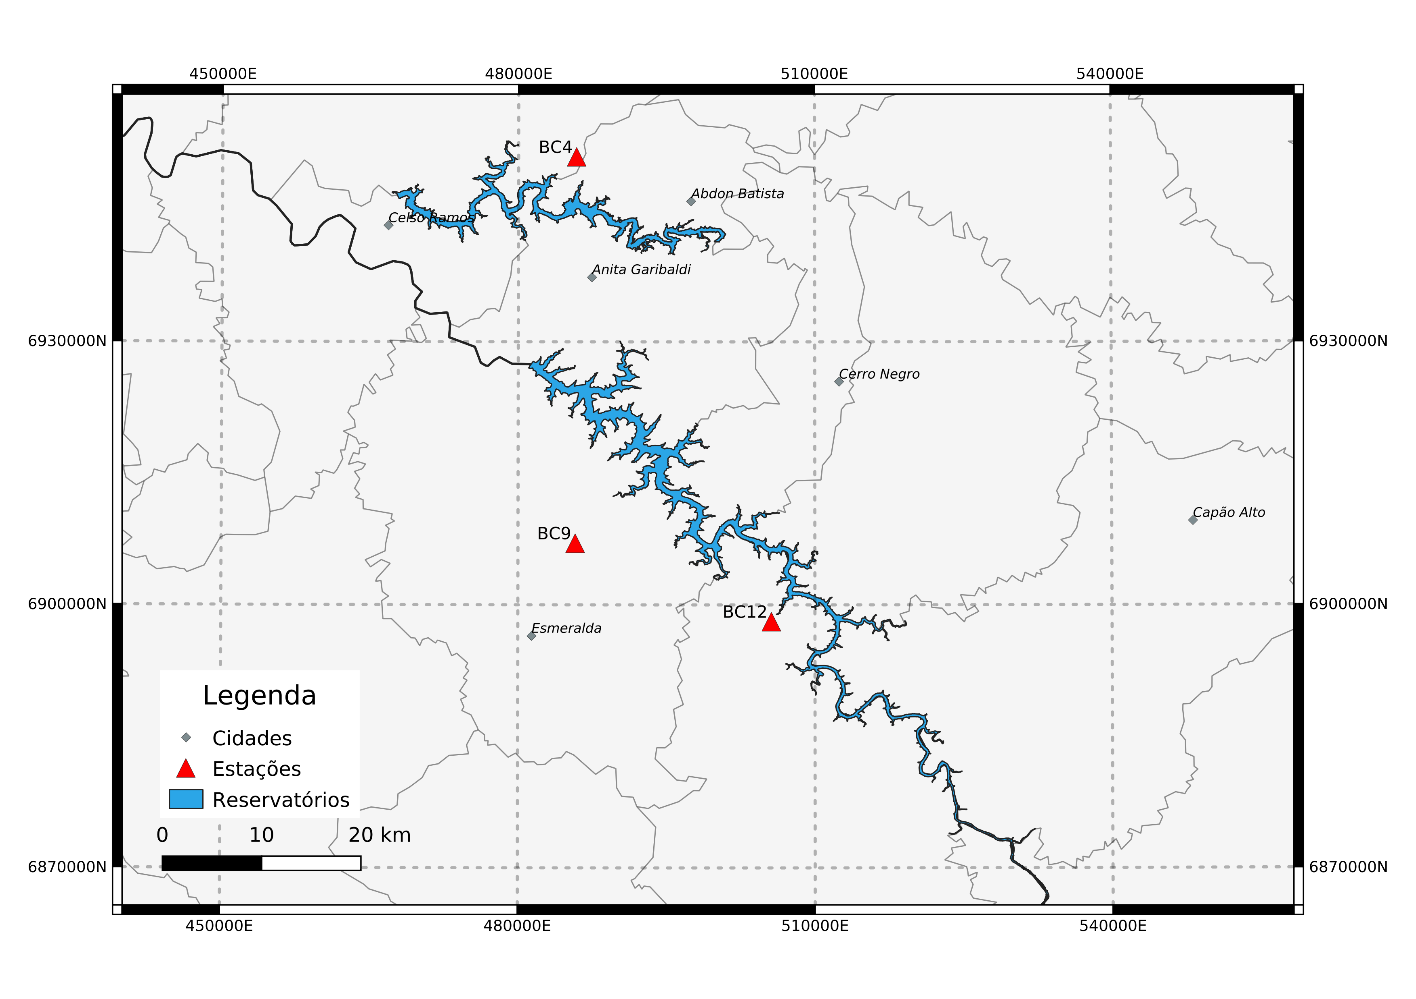 450000E 480000E 510000E 540000E
BC4
Abdon Batista
Celso Ramos
Anita Garibaldi
6930000N 6930000N
Cerro Negro
Capão Alto
BC9
6900000N 6900000N
BC12
Esmeralda
Legenda
Cidades
Estações
Reservatórios
0 10 20 km
6870000N 6870000N
450000E 480000E 510000E 540000E